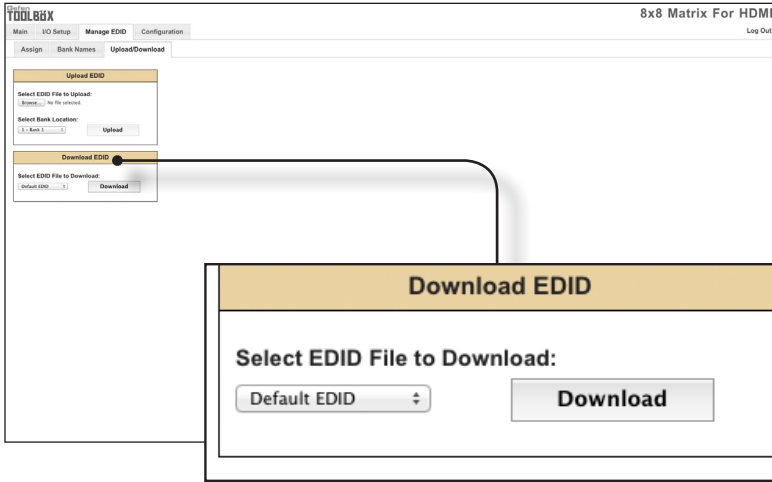 Gefen
TOOLBOX
8x8 Matrix For HDMI
Main I/O Setup Manage EDID Configuration
Log Out
Assign Bank Names Upload/Download
Upload EDID
Select EDID File to Upload:
Browse... No file selected.
Select Bank Location:
1 - Bank 1 Upload
Download EDID
Select EDID File to Download:
Default EDID Download
Download EDID
Select EDID File to Download:
Default EDID Download